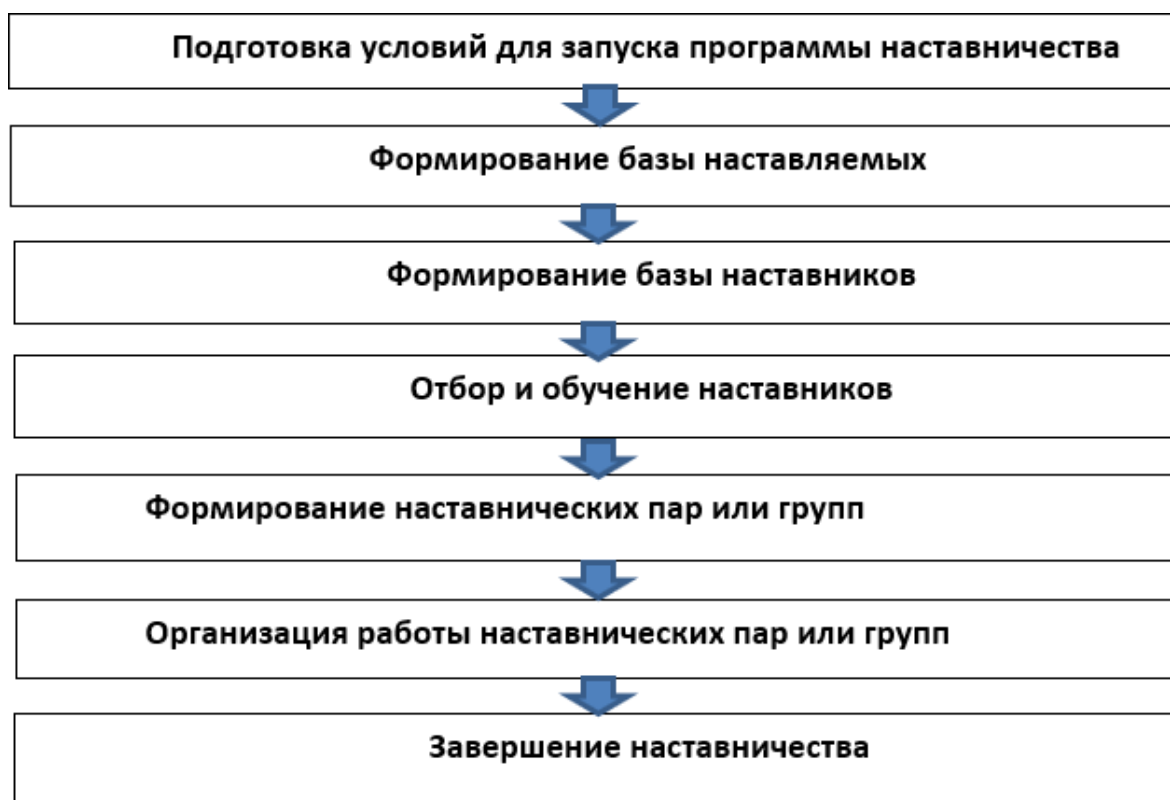 Подготовка условий для запуска программы наставничества
Формирование базы наставляемых
Формирование базы наставников
Отбор и обучение наставников
Формирование наставнических пар или групп
Организация работы наставнических пар или групп
Завершение наставничества